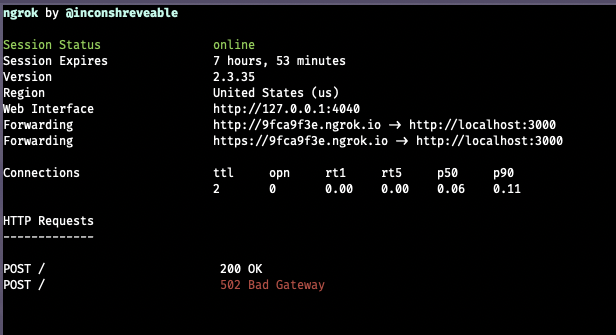 ngrok by @inconshreveable
Session Status online
Session Expires 7 hours, 53 minutes
Version 2.3.35
Region United States (us)
Web Interface http://127.0.0.1:4040
Forwarding http://9fca9f3e.ngrok.io -> http://localhost:3000
Forwarding https://9fca9f3e.ngrok.io -> http://localhost:3000
Connections ttl opn rt1 rt5 p50 p90
2 0 0.00 0.00 0.06 0.11
HTTP Requests
-------------
POST / 200 OK
POST / 502 Bad Gateway